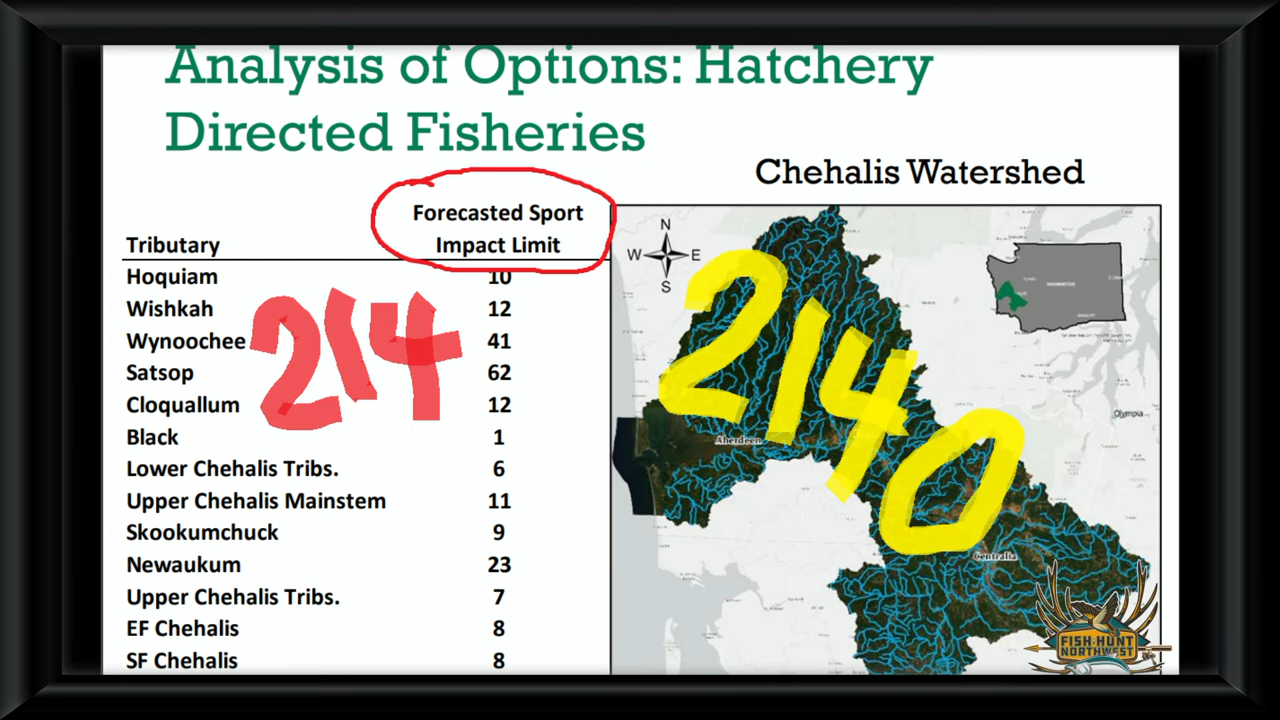 Analysis of Options: Hatchery
Directed Fisheries
Chehalis Watershed
Tributary Forecasted Sport Impact Limit
Hoquiam 10
Wishkah 12
Wynoochee 41
Satsop 62
Cloquallum 12
Black 1
Lower Chehalis Tribs. 6
Upper Chehalis Mainstem 11
Skookumchuck 9
Newaukum 23
Upper Chehalis Tribs. 7
EF Chehalis 8
SF Chehalis 8
214
2140
N
W E
S
WASHINGTON
Olympia
Aberdeen
Centralia
FISH-HUNT
NORTHWEST